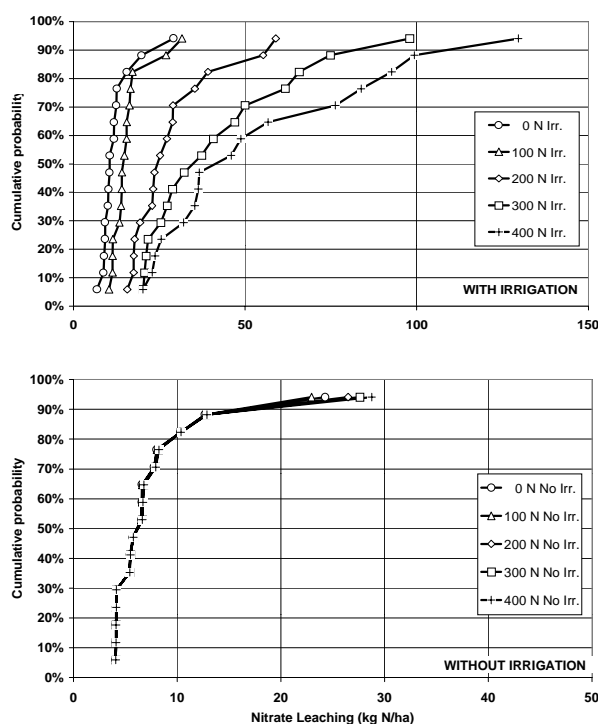 100%
90%
80%
70%
60%
50%
40%
30%
20%
10%
0%
Cumulative probability
0 N Irr.
100 N Irr.
200 N Irr.
300 N Irr.
400 N Irr.
WITH IRRIGATION
0 50 100 150
100%
90%
80%
70%
60%
50%
40%
30%
20%
10%
0%
Cumulative probability
0 N No Irr.
100 N No Irr.
200 N No Irr.
300 N No Irr.
400 N No Irr.
WITHOUT IRRIGATION
0 10 20 30 40 50
Nitrate Leaching (kg N/ha)